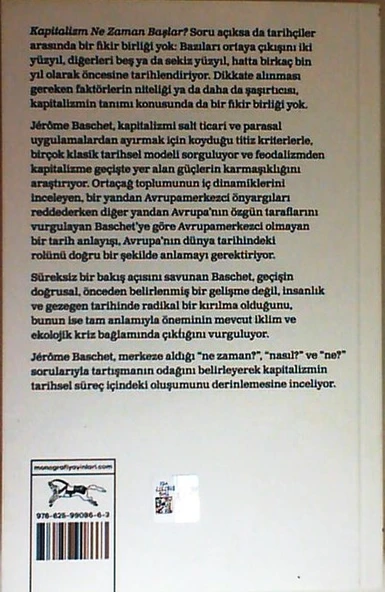 Kapitalizm Ne Zaman Başlar? Soru açıksa da tarihçiler
arasında bir fikir birliği yok: Bazıları ortaya çıkışını iki
yüzyıl, diğerleri beş ya da sekiz yüzyıl, hatta birkaç bin
yıl olarak öncesine tarihlendiriyor. Dikkate alınması
gereken faktörlerin niteliği ya da daha da şaşırtıcısı,
kapitalizmin tanımı konusunda da bir fikir birliği yok.
Jérôme Baschet, kapitalizmi salt ticari ve parasal
uygulamalardan ayırmak için koyduğu titiz kriterlerle,
birçok klasik tarihsel modeli sorguluyor ve feodalizmden
kapitalizme geçişte yer alan güçlerin karmaşıklığını
araştırıyor. Ortaçağ toplumunun iç dinamiklerini
inceleyen, bir yandan Avrupamerkezci önyargıları
reddederken diğer yandan Avrupa'nın özgün taraflarını
vurgulayan Baschet'ye göre Avrupamerkezci olmayan
bir tarih anlayışı, Avrupa'nın dünya tarihindeki
rolünü doğru bir şekilde anlamayı gerektiriyor.
Süreksiz bir bakış açısını savunan Baschet, geçişin
doğrusal, önceden belirlenmiş bir gelişme değil, insanlık
ve gezegen tarihinde radikal bir kırılma olduğunu,
bunun ise tam anlamıyla öneminin mevcut iklim ve
ekolojik kriz bağlamında çıktığını vurguluyor.
Jérôme Baschet, merkeze aldığı "ne zaman?", "nasıl?" ve "ne?"
sorularıyla tartışmanın odağını belirleyerek kapitalizmin
tarihsel süreç içindeki oluşumunu derinlemesine inceliyor.
monografiyayinlari.com
978-625-99086-6-3